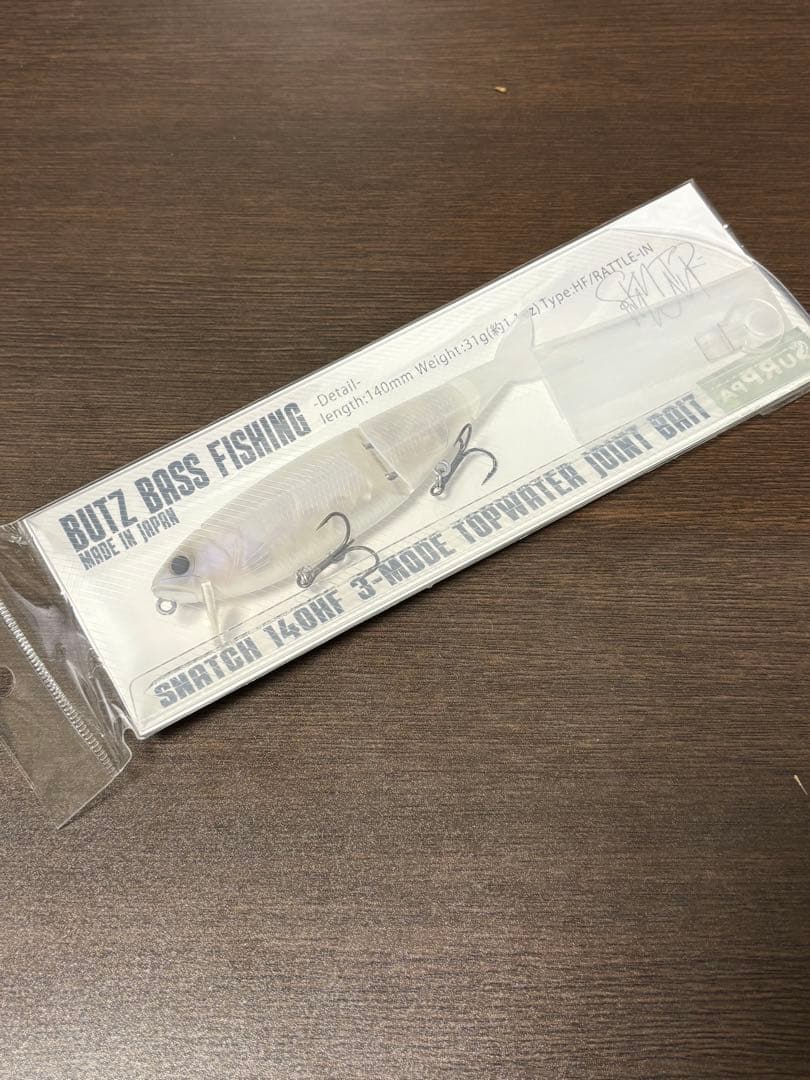 BUTZ BASS FISHING
MADE IN JAPAN
-Detail-
length:140mm Weight:31g(約1.1oz) Type:HF/RATTLE-IN
SNATCH 140HF 3-MODE TOPWATER JOINT BAIT